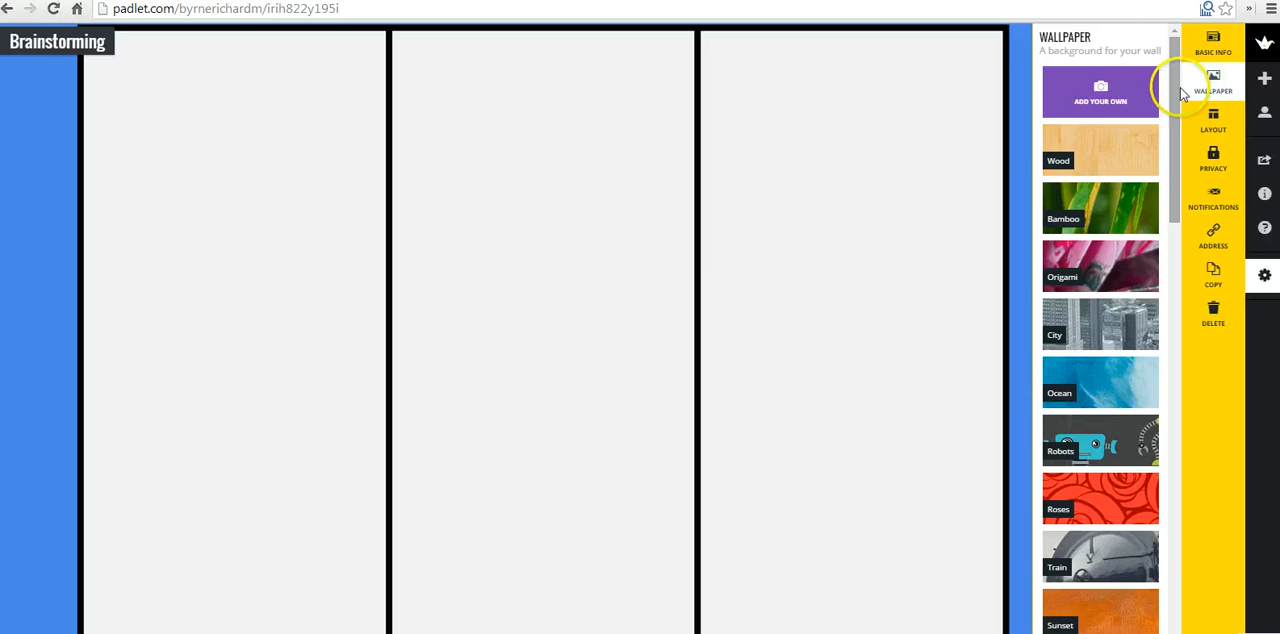 padlet.com/byrnerichardm/irih822y195i
»
Brainstorming
WALLPAPER
A background for your wall
ADD YOUR OWN
Wood
Bamboo
Origami
City
Ocean
Robots
Roses
Train
Sunset
BASIC INFO
WALLPAPER
LAYOUT
PRIVACY
NOTIFICATIONS
ADDRESS
COPY
DELETE